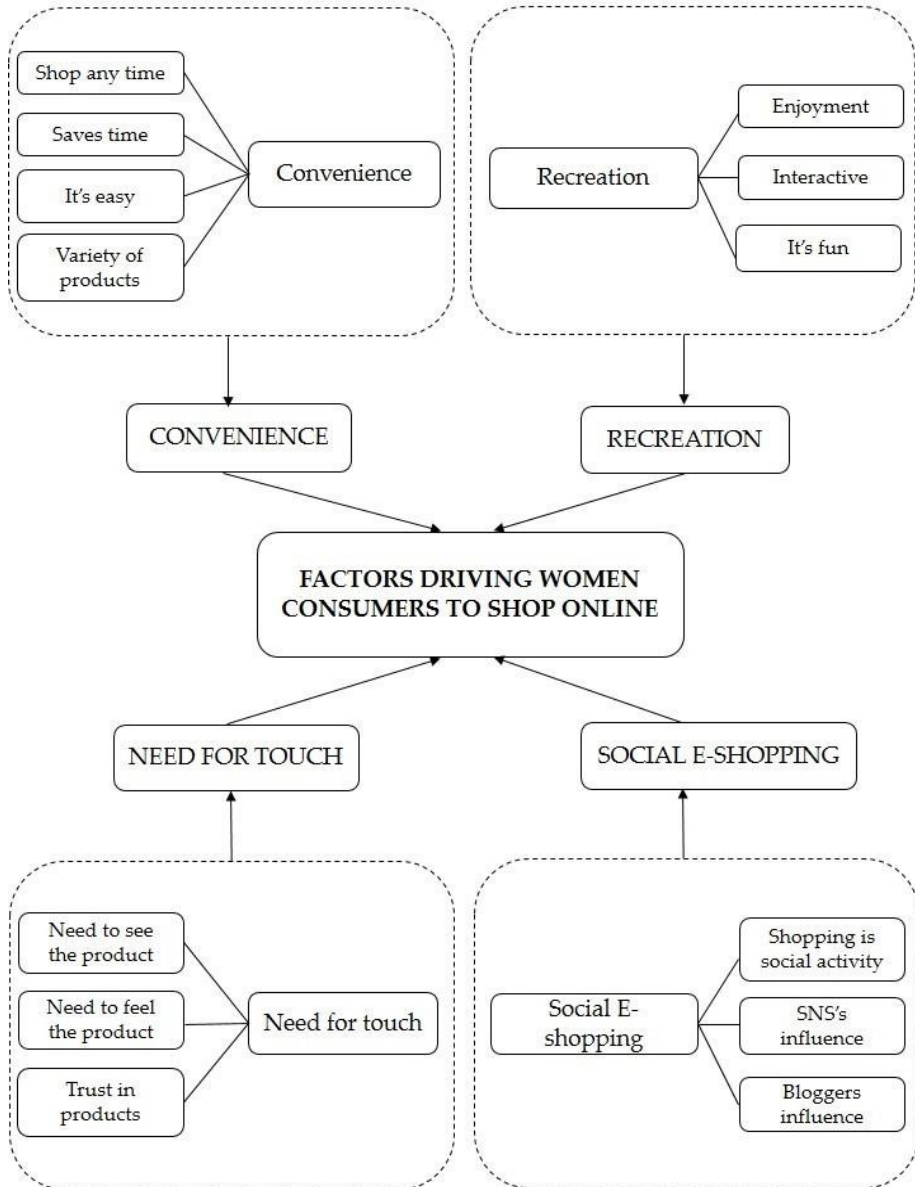 Shop any time
Saves time
It's easy
Variety of
products
Convenience
Recreation
Enjoyment
Interactive
It's fun
CONVENIENCE
RECREATION
FACTORS DRIVING WOMEN
CONSUMERS TO SHOP ONLINE
NEED FOR TOUCH
SOCIAL E-SHOPPING
Need to see
the product
Need to feel
the product
Trust in
products
Need for touch
Social E-
shopping
Shopping is
social activity
SNS's
influence
Bloggers
influence